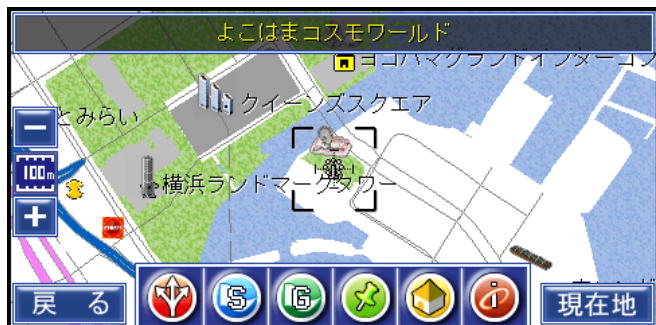 よこはまコスモワールド
ヨコハマグランドインターコン
とみらい
クイーンズスクエア
100m
横浜ランドマークタワー
戻 る
S
G
i
現在地